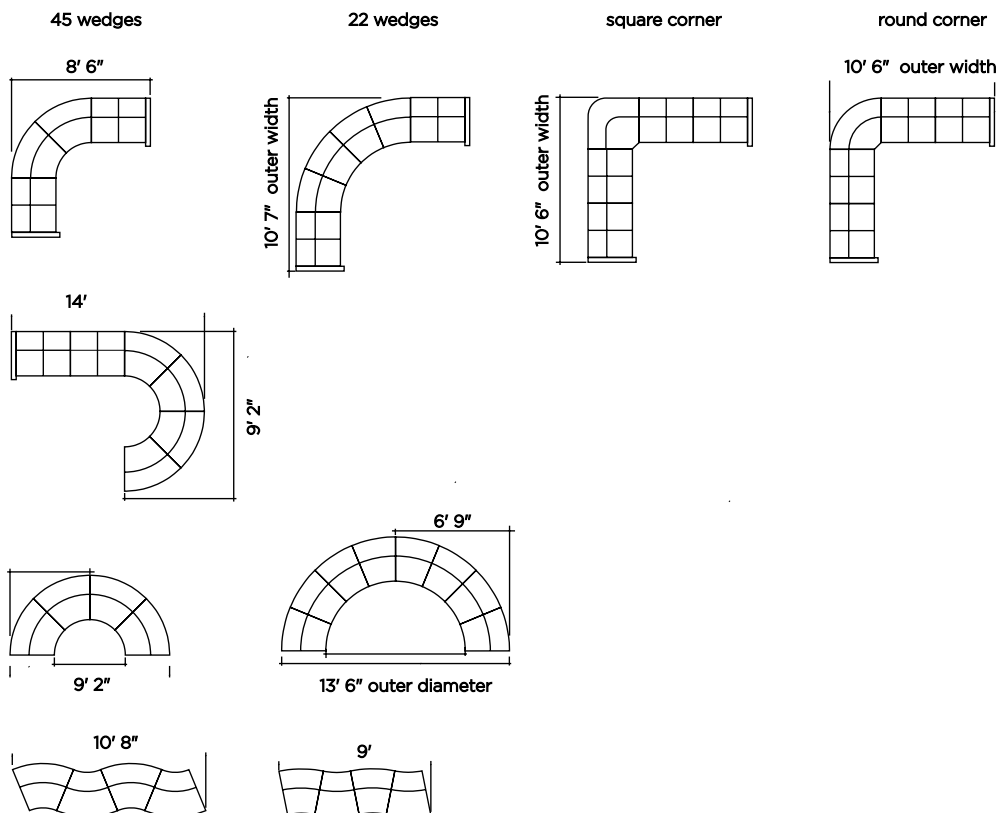 45 wedges
22 wedges
square corner
round corner
8' 6"
10' 7" outer width
10' 6" outer width
10' 6" outer width
14'
9' 2"
6' 9"
9' 2"
13' 6" outer diameter
10' 8"
9'